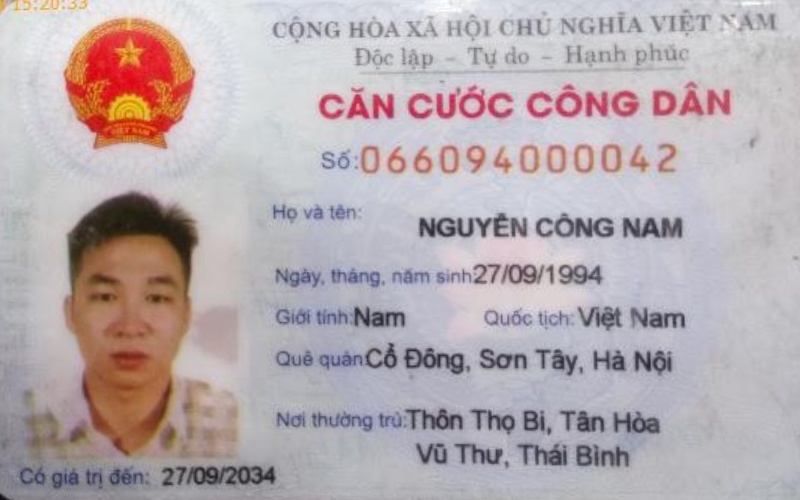 15:20:33
CỘNG HÒA XÃ HỘI CHỦ NGHĨA VIỆT NAM
Độc lập - Tự do - Hạnh phúc
CĂN CƯỚC CÔNG DÂN
Số: 066094000042
Họ và tên: NGUYỄN CÔNG NAM
Ngày, tháng, năm sinh 27/09/1994
Giới tính: Nam Quốc tịch: Việt Nam
Quê quán Cổ Đông, Sơn Tây, Hà Nội
Nơi thường trú: Thôn Thọ Bi, Tân Hòa
Vũ Thư, Thái Bình
Có giá trị đến: 27/09/2034
VIỆT NAM